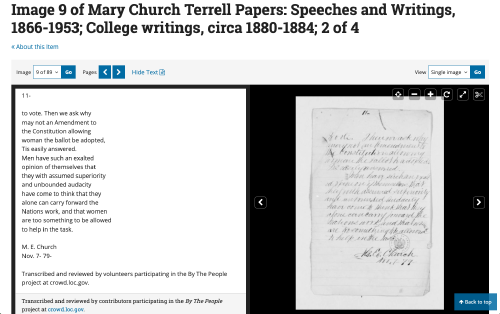 Image 9 of Mary Church Terrell Papers: Speeches and Writings,
1866-1953; College writings, circa 1880-1884; 2 of 4
« About this Item
Image 9 of 89 Go Pages Hide Text View Single image Go
11-
to vote. Then we ask why
may not an Amendment to
the Constitution allowing
woman the ballot be adopted,
Tis easily answered.
Men have such an exalted
opinion of themselves that
they with assumed superiority
and unbounded audacity
have come to think that they
alone can carry forward the
Nations work, and that women
are too something to be allowed
to help in the task.
M. E. Church
Nov. 7- 79-
Transcribed and reviewed by volunteers participating in the By The People
project at crowd.loc.gov.
Transcribed and reviewed by contributors participating in the By The People
project at crowd.loc.gov.
Back to top